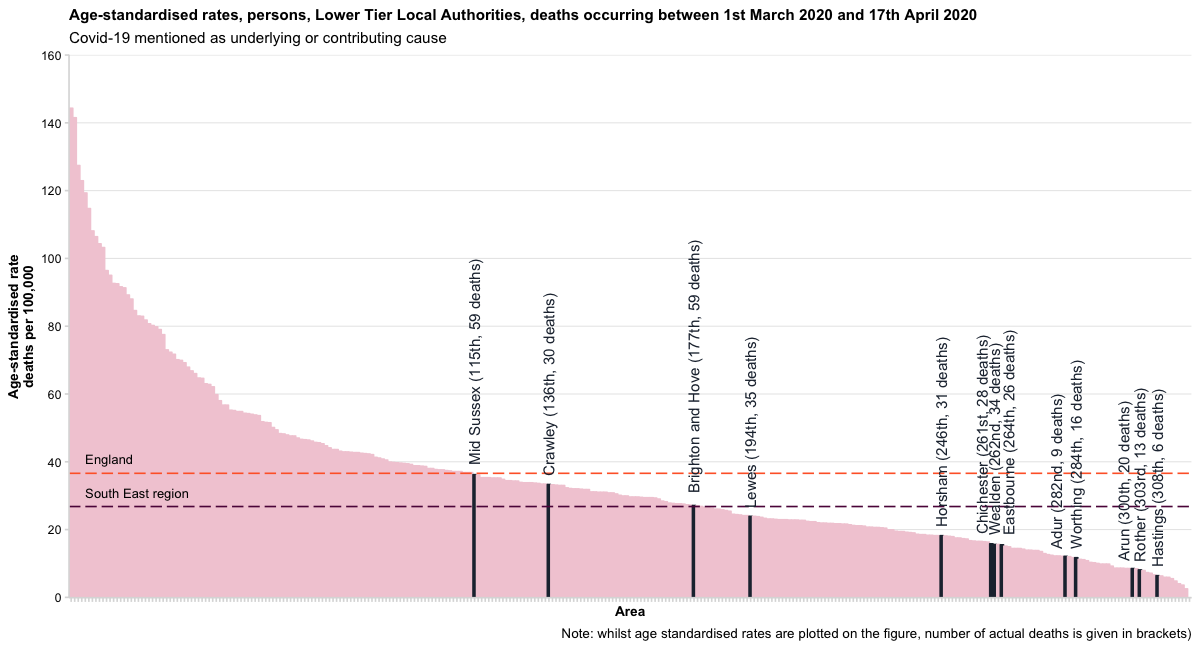 Age-standardised rates, persons, Lower Tier Local Authorities, deaths occurring between 1st March 2020 and 17th April 2020
Covid-19 mentioned as underlying or contributing cause
160
140
120
100
80
60
40
20
0
Age-standardised rate
deaths per 100,000
England
South East region
Mid Sussex (115th, 59 deaths)
Crawley (136th, 30 deaths)
Brighton and Hove (177th, 59 deaths)
Lewes (194th, 35 deaths)
Horsham (246th, 31 deaths)
Chichester (261st, 28 deaths)
Wealden (262nd, 34 deaths)
Eastbourne (264th, 26 deaths)
Adur (282nd, 9 deaths)
Worthing (284th, 16 deaths)
Arun (300th, 20 deaths)
Rother (303rd, 13 deaths)
Hastings (308th, 6 deaths)
Area
Note: whilst age standardised rates are plotted on the figure, number of actual deaths is given in brackets)